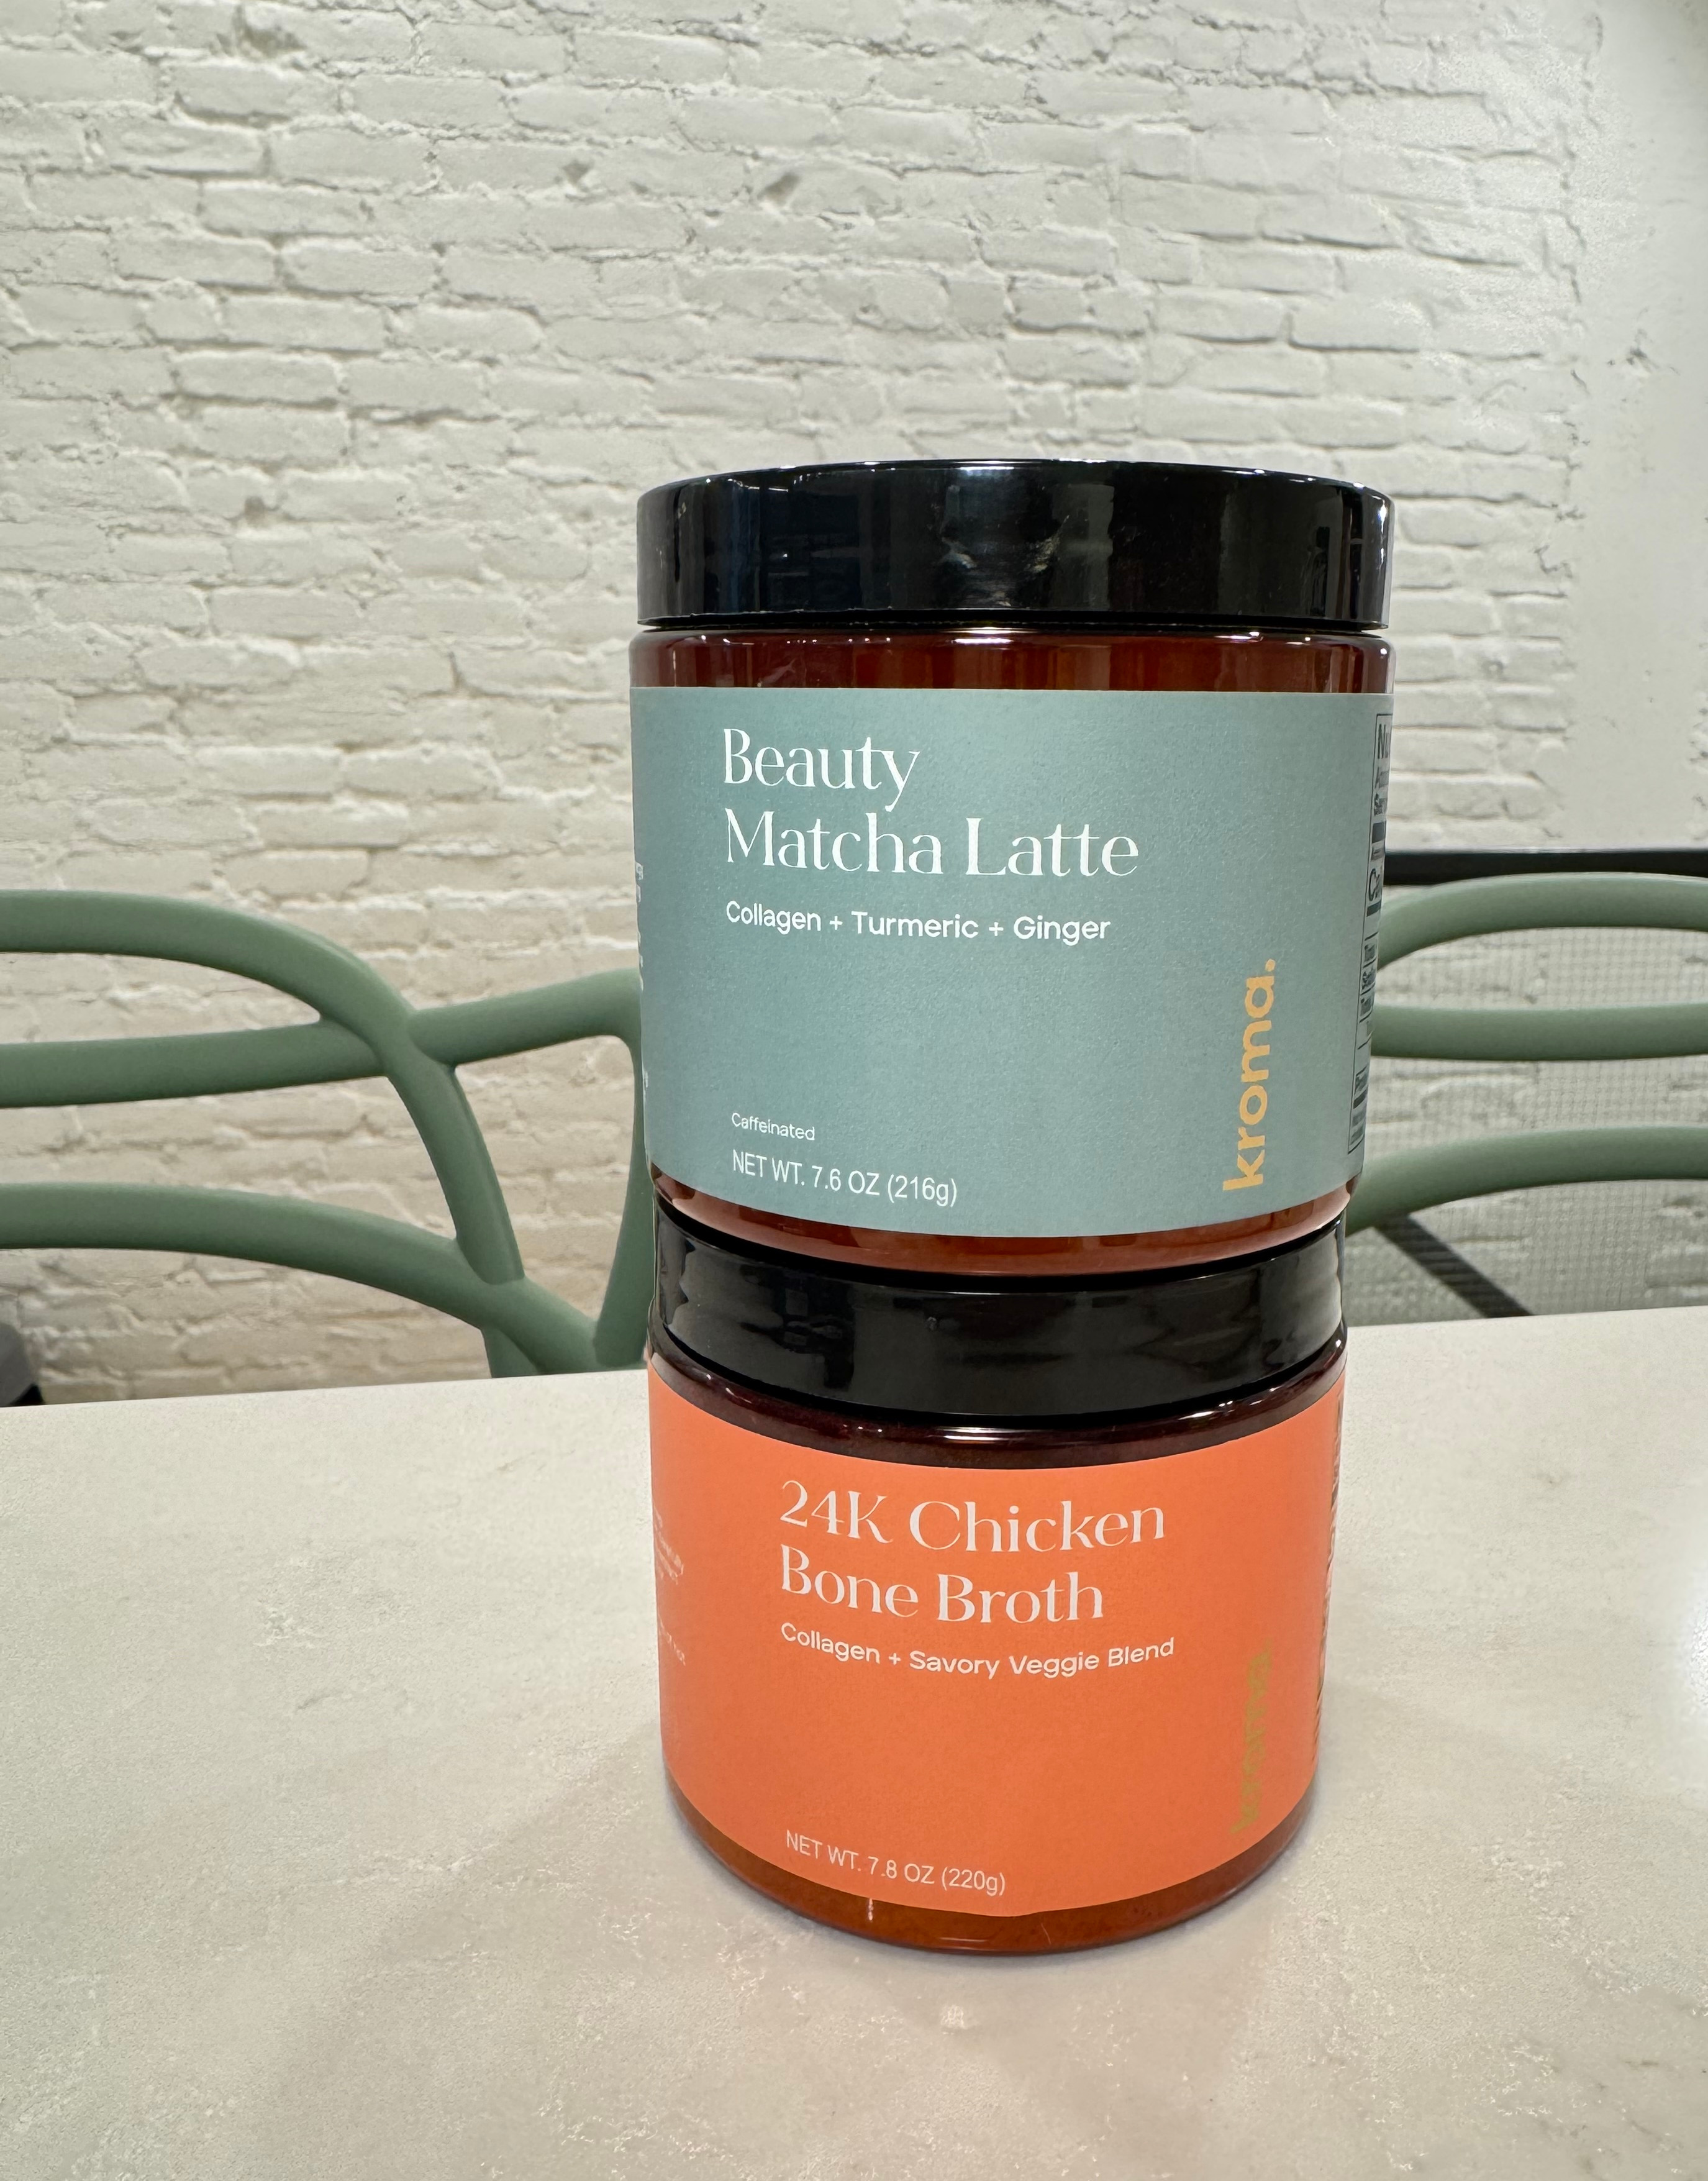 Beauty
Matcha Latte
Collagen + Turmeric + Ginger
kroma.
Caffeinated
NET WT. 7.6 OZ (216g)
24K Chicken
Bone Broth
Collagen + Savory Veggie Blend
kroma.
NET WT. 7.8 OZ (220g)